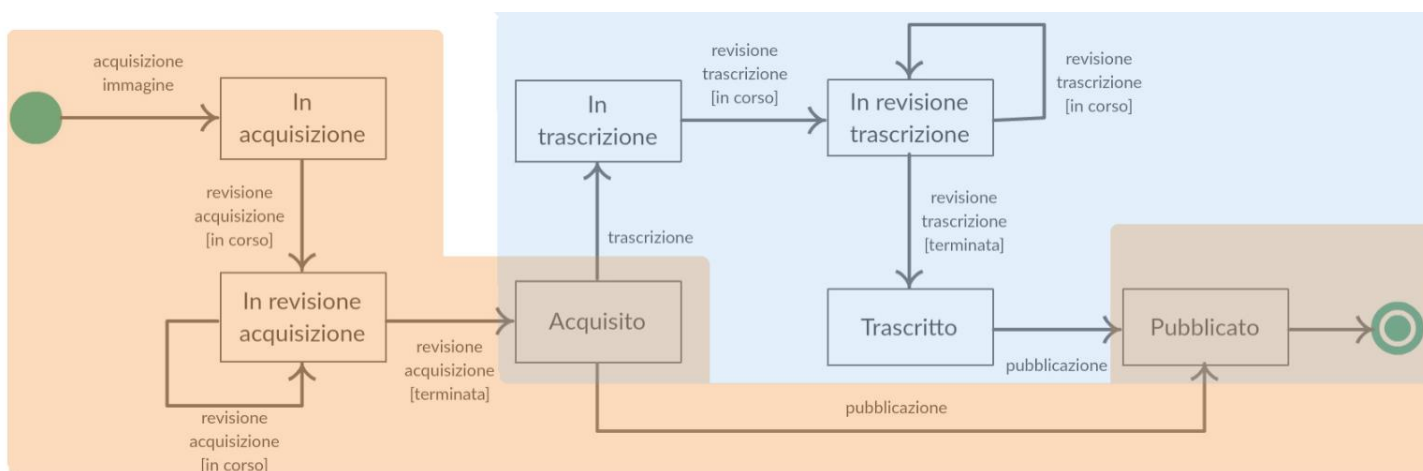 acquisizione
immagine
In
acquisizione
revisione
acquisizione
[in corso]
In revisione
acquisizione
revisione
acquisizione
[in corso]
revisione
acquisizione
[terminata]
Acquisito
trascrizione
In
trascrizione
revisione
trascrizione
[in corso]
In revisione
trascrizione
revisione
trascrizione
[in corso]
revisione
trascrizione
[terminata]
Trascritto
pubblicazione
Pubblicato
pubblicazione